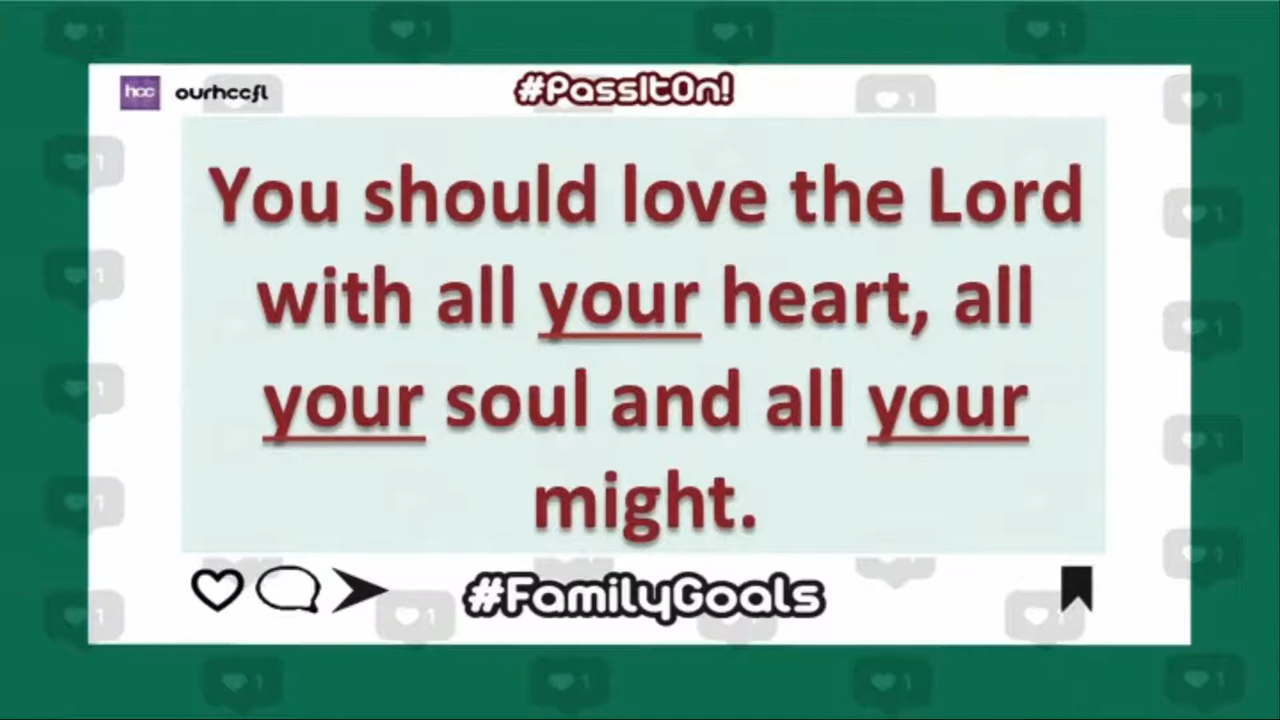 hcc ourhccfl #PassItOn!
You should love the Lord
with all your heart, all
your soul and all your
might.
#FamilyGoals